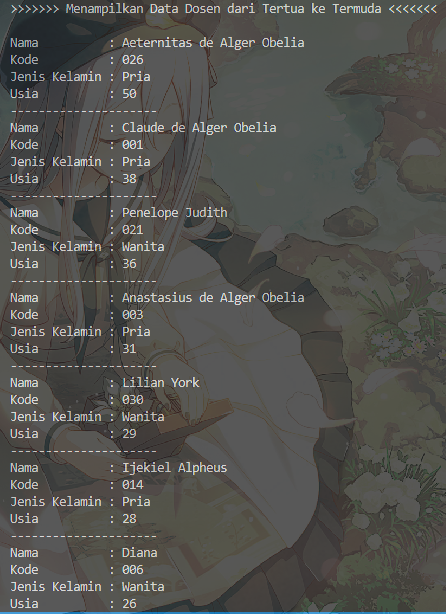 >>>>>>> Menampilkan Data Dosen dari Tertua ke Termuda <<<<<<<
Nama : Aeternitas de Alger Obelia
Kode : 026
Jenis Kelamin : Pria
Usia : 50
---------------------
Nama : Claude de Alger Obelia
Kode : 001
Jenis Kelamin : Pria
Usia : 38
---------------------
Nama : Penelope Judith
Kode : 021
Jenis Kelamin : Wanita
Usia : 36
---------------------
Nama : Anastasius de Alger Obelia
Kode : 003
Jenis Kelamin : Pria
Usia : 31
---------------------
Nama : Lilian York
Kode : 030
Jenis Kelamin : Wanita
Usia : 29
---------------------
Nama : Ijekiel Alpheus
Kode : 014
Jenis Kelamin : Pria
Usia : 28
---------------------
Nama : Diana
Kode : 006
Jenis Kelamin : Wanita
Usia : 26